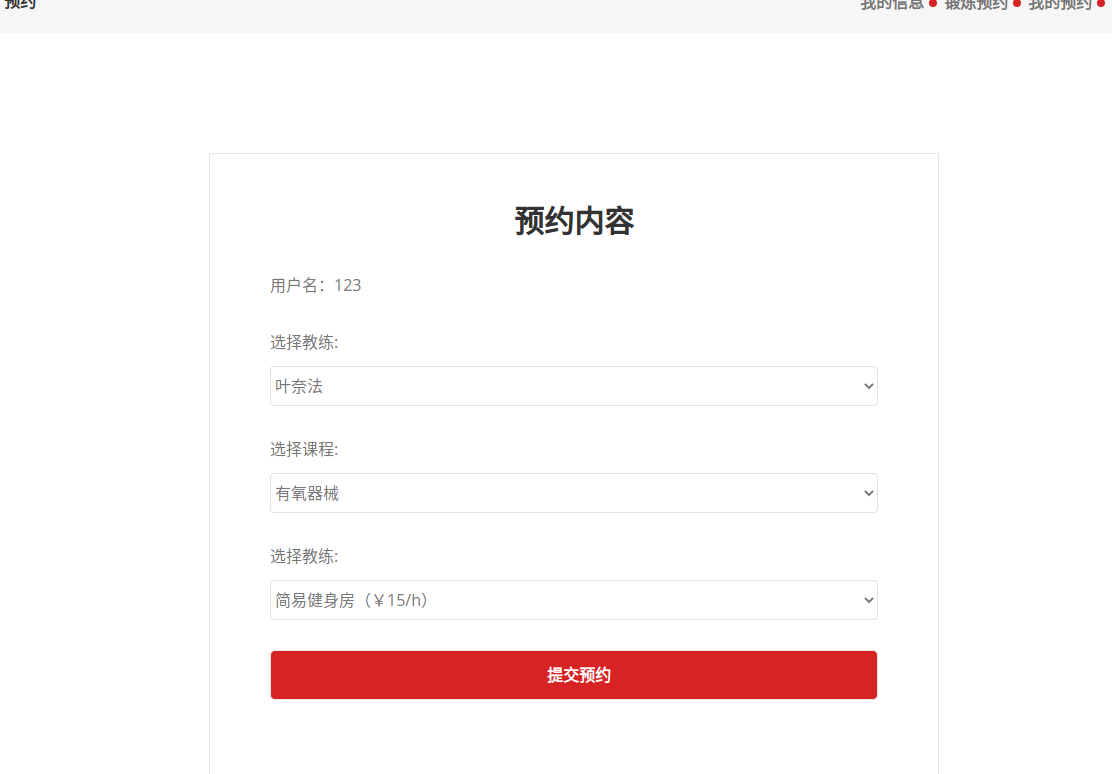 预约
我的信息 锻炼预约 我的预约
预约内容
用户名：123
选择教练:
叶奈法
选择课程:
有氧器械
选择教练:
简易健身房（￥15/h）
提交预约